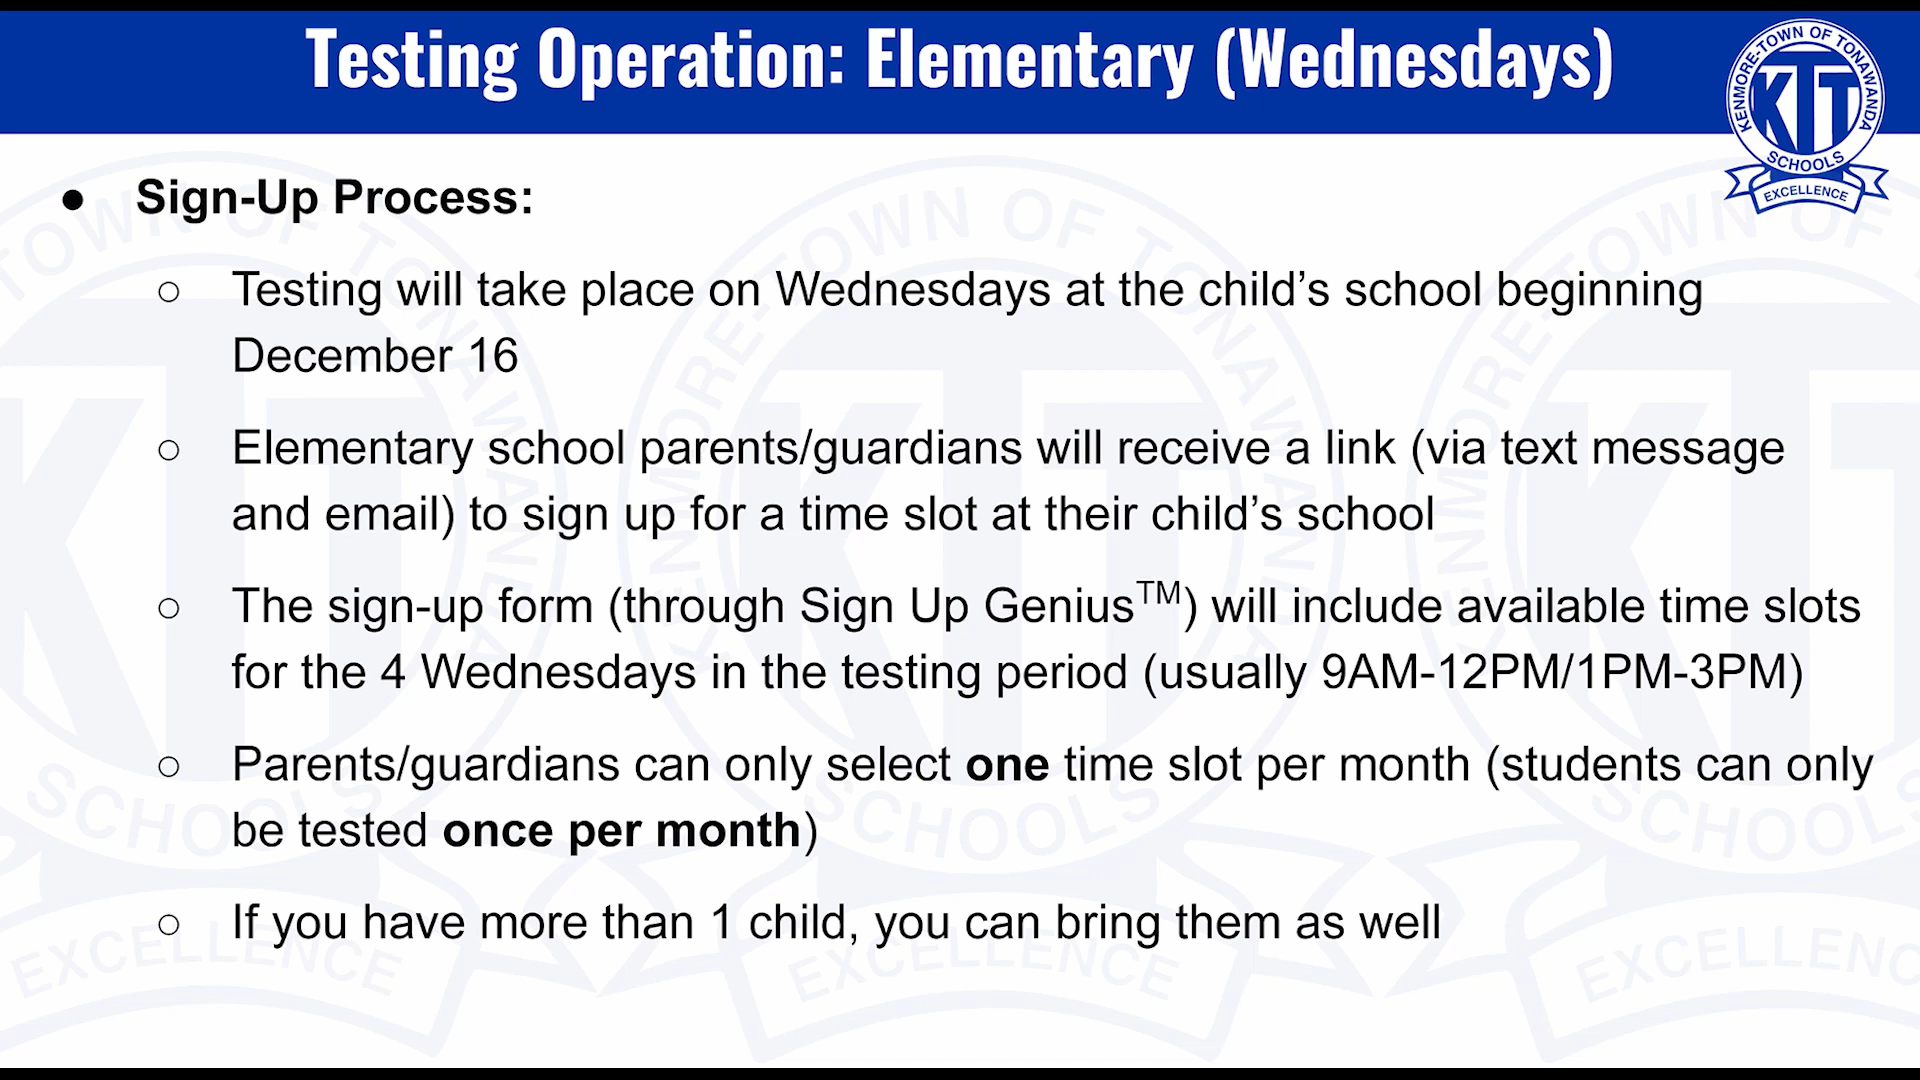 Testing Operation: Elementary (Wednesdays)
KENMORE-TOWN OF TONAWANDA
KTT
SCHOOLS
EXCELLENCE
● Sign-Up Process:
○ Testing will take place on Wednesdays at the child’s school beginning
December 16
○ Elementary school parents/guardians will receive a link (via text message
and email) to sign up for a time slot at their child’s school
○ The sign-up form (through Sign Up Genius™) will include available time slots
for the 4 Wednesdays in the testing period (usually 9AM-12PM/1PM-3PM)
○ Parents/guardians can only select one time slot per month (students can only
be tested once per month)
○ If you have more than 1 child, you can bring them as well